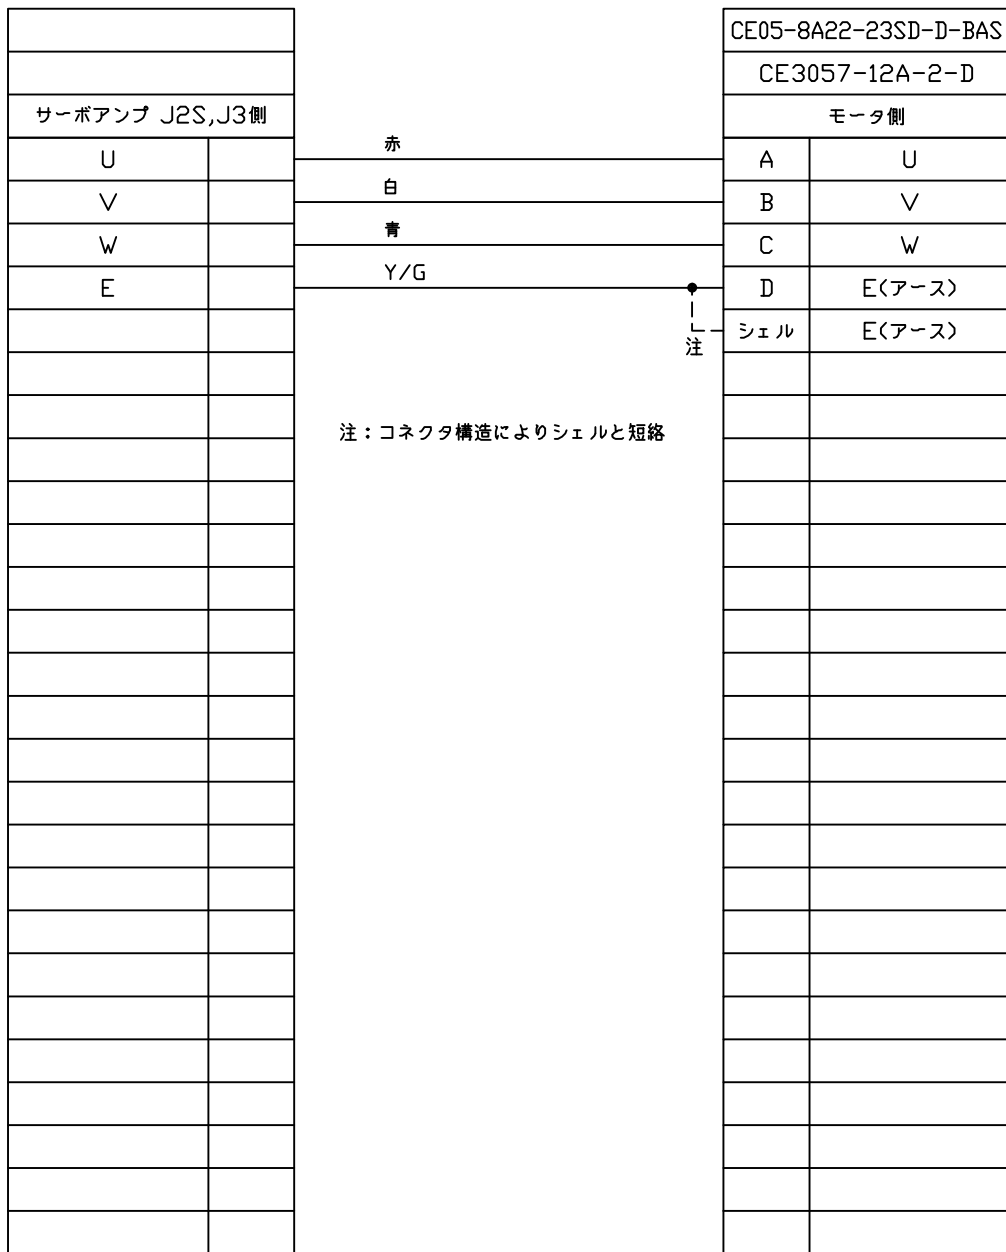 CE05-8A22-23SD-D-BAS
CE3057-12A-2-D
サーボアンプ J2S,J3側
モータ側
U 赤 A U
V 白 B V
W 青 C W
E Y/G D E(アース)
シェル E(アース)
注
注：コネクタ構造によりシェルと短絡